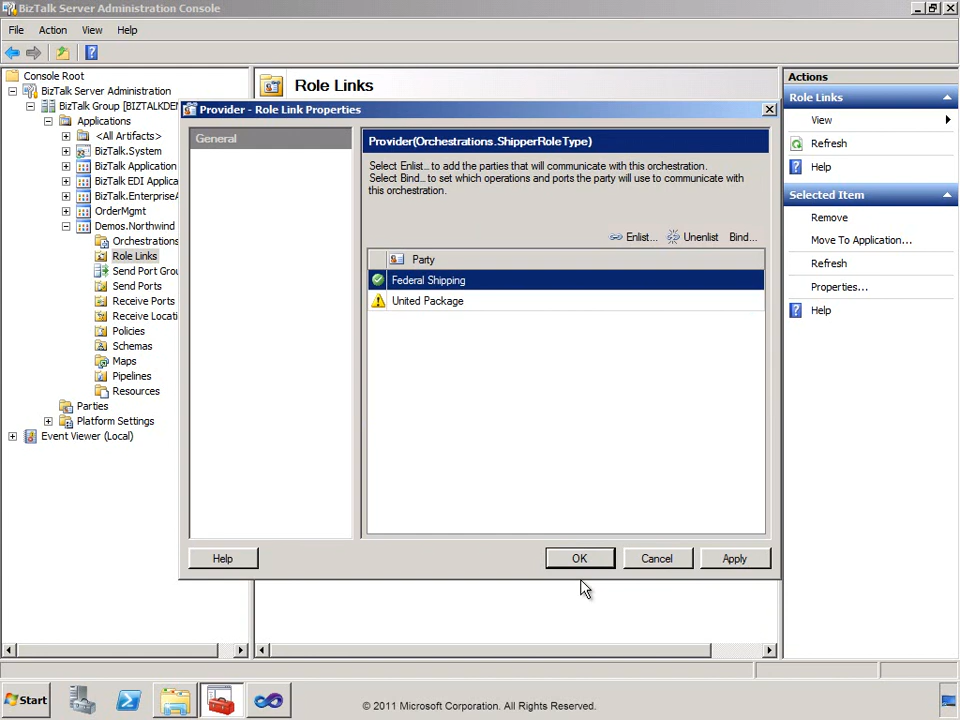 BizTalk Server Administration Console
File Action View Help
Console Root
BizTalk Server Administration
BizTalk Group [BIZTALKDEM
Applications
<All Artifacts>
BizTalk.System
BizTalk Application
BizTalk EDI Applica
BizTalk.EnterpriseA
OrderMgmt
Demos.Northwind
Orchestrations
Role Links
Send Port Grou
Send Ports
Receive Ports
Receive Locati
Policies
Schemas
Maps
Pipelines
Resources
Parties
Platform Settings
Event Viewer (Local)
Role Links
Provider - Role Link Properties
General
Provider(Orchestrations.ShipperRoleType)
Select Enlist... to add the parties that will communicate with this orchestration.
Select Bind... to set which operations and ports the party will use to communicate with
this orchestration.
Enlist... Unenlist Bind...
Party
Federal Shipping
United Package
Help OK Cancel Apply
Actions
Role Links
View
Refresh
Help
Selected Item
Remove
Move To Application...
Refresh
Properties...
Help
Start
© 2011 Microsoft Corporation. All Rights Reserved.